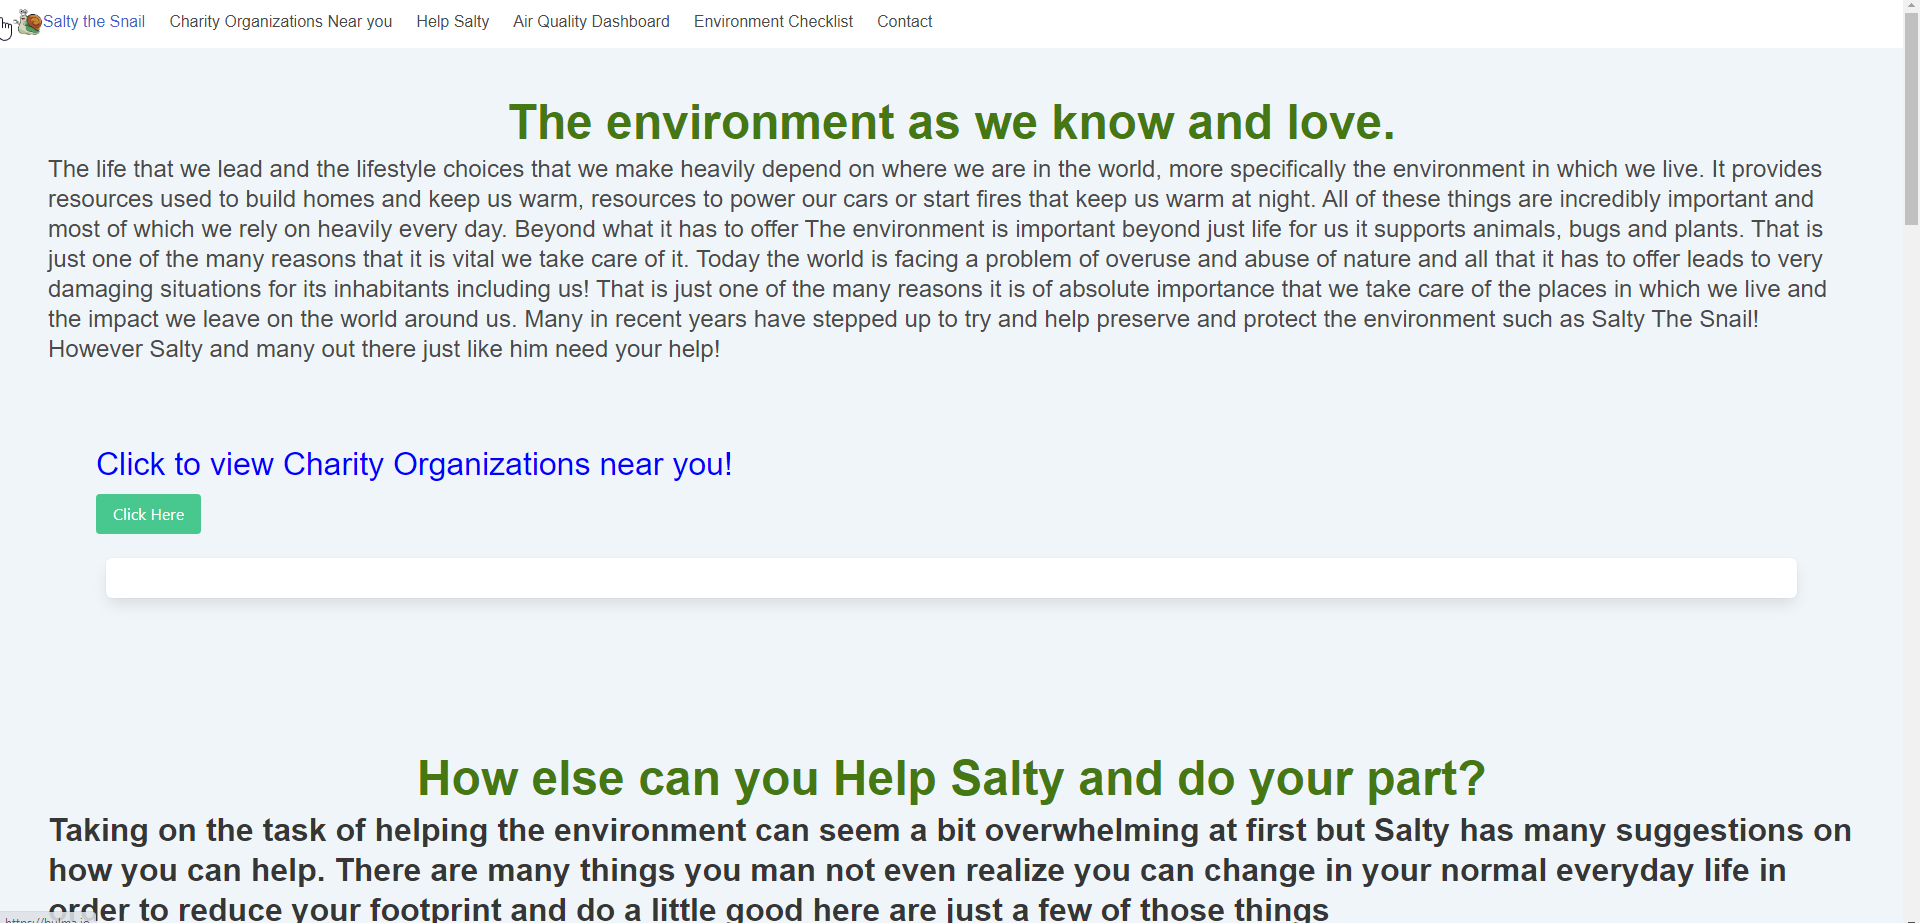 Salty the Snail Charity Organizations Near you Help Salty Air Quality Dashboard Environment Checklist Contact
The environment as we know and love.
The life that we lead and the lifestyle choices that we make heavily depend on where we are in the world, more specifically the environment in which we live. It provides
resources used to build homes and keep us warm, resources to power our cars or start fires that keep us warm at night. All of these things are incredibly important and
most of which we rely on heavily every day. Beyond what it has to offer The environment is important beyond just life for us it supports animals, bugs and plants. That is
just one of the many reasons that it is vital we take care of it. Today the world is facing a problem of overuse and abuse of nature and all that it has to offer leads to very
damaging situations for its inhabitants including us! That is just one of the many reasons it is of absolute importance that we take care of the places in which we live and
the impact we leave on the world around us. Many in recent years have stepped up to try and help preserve and protect the environment such as Salty The Snail!
However Salty and many out there just like him need your help!
Click to view Charity Organizations near you!
Click Here
How else can you Help Salty and do your part?
Taking on the task of helping the environment can seem a bit overwhelming at first but Salty has many suggestions on
how you can help. There are many things you man not even realize you can change in your normal everyday life in
order to reduce your footprint and do a little good here are just a few of those things